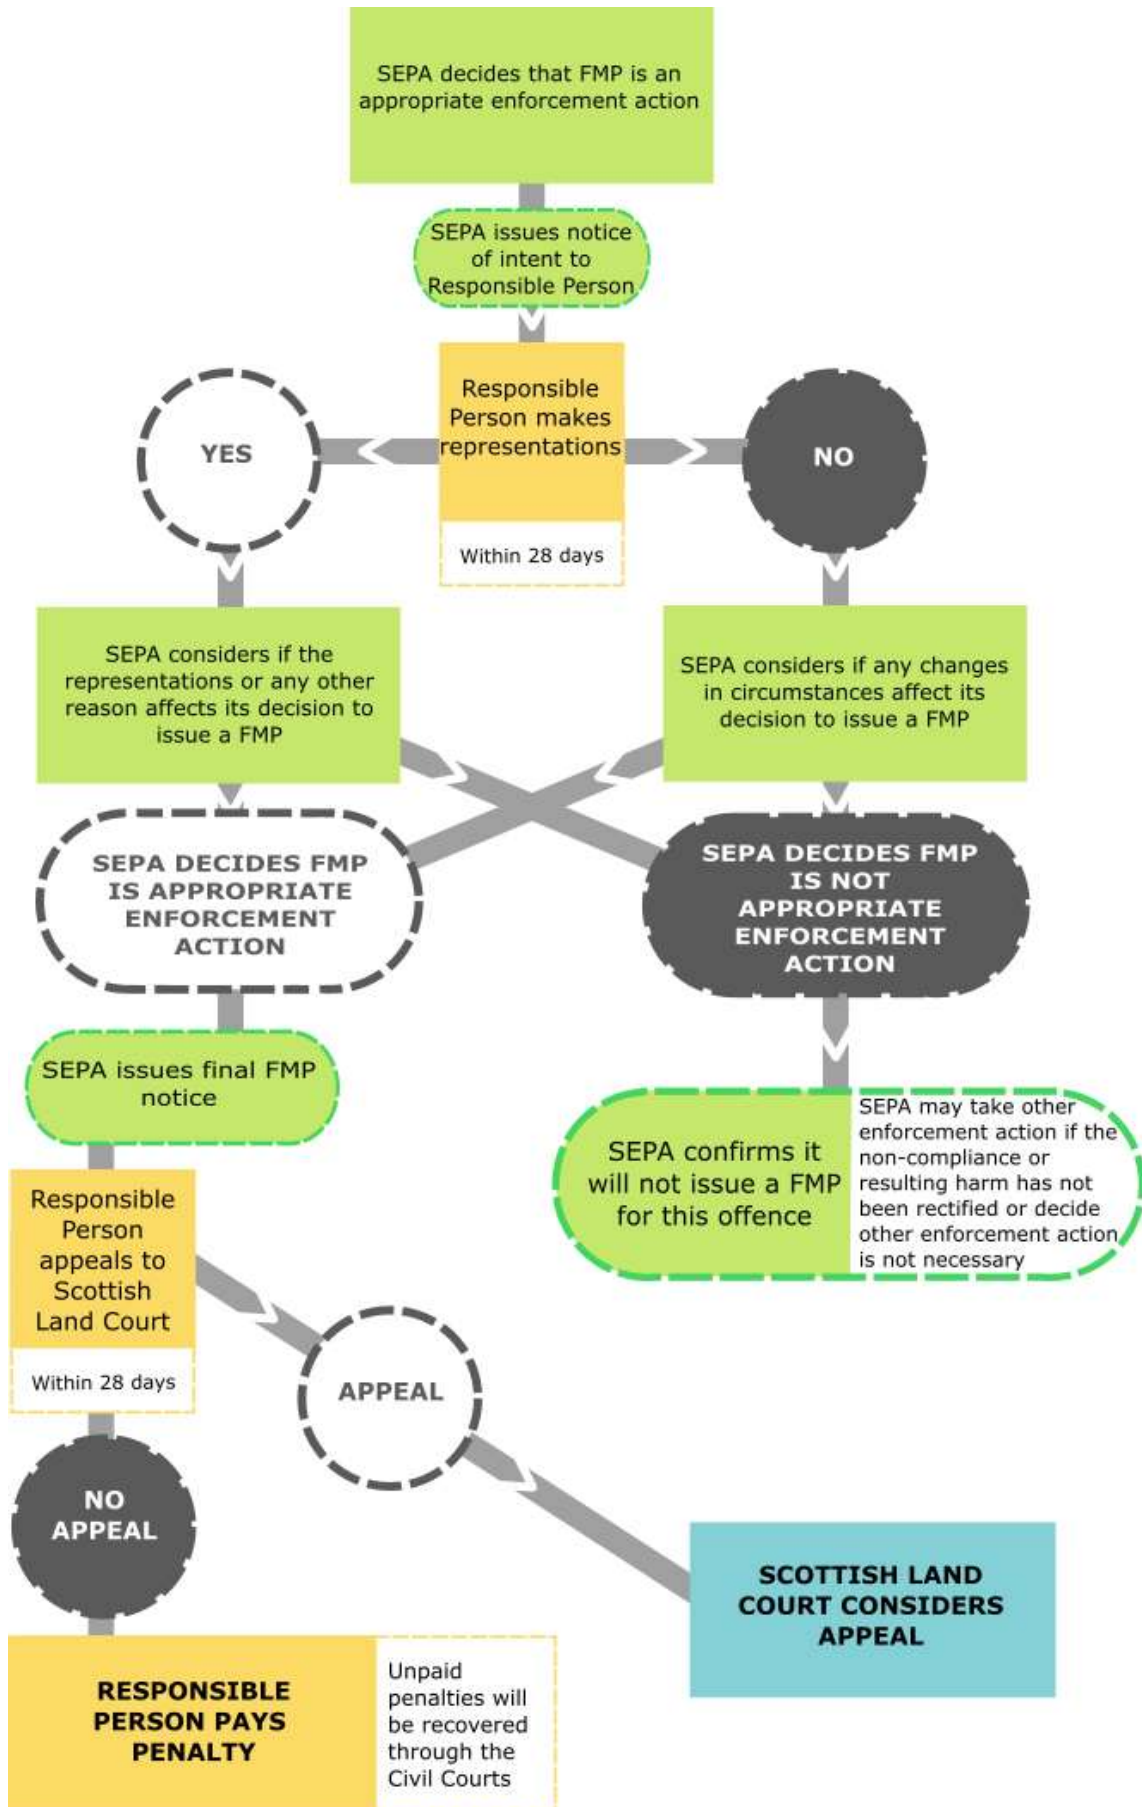 SEPA decides that FMP is an
appropriate enforcement action
SEPA issues notice
of intent to
Responsible Person
Responsible
Person makes
representations
Within 28 days
YES
NO
SEPA considers if the
representations or any other
reason affects its decision to
issue a FMP
SEPA considers if any changes
in circumstances affect its
decision to issue a FMP
SEPA DECIDES FMP
IS APPROPRIATE
ENFORCEMENT
ACTION
SEPA DECIDES FMP
IS NOT
APPROPRIATE
ENFORCEMENT
ACTION
SEPA issues final FMP
notice
SEPA confirms it
will not issue a FMP
for this offence
SEPA may take other
enforcement action if the
non-compliance or
resulting harm has not
been rectified or decide
other enforcement action
is not necessary
Responsible
Person
appeals to
Scottish
Land Court
Within 28 days
APPEAL
NO
APPEAL
SCOTTISH LAND
COURT CONSIDERS
APPEAL
RESPONSIBLE
PERSON PAYS
PENALTY
Unpaid
penalties will
be recovered
through the
Civil Courts